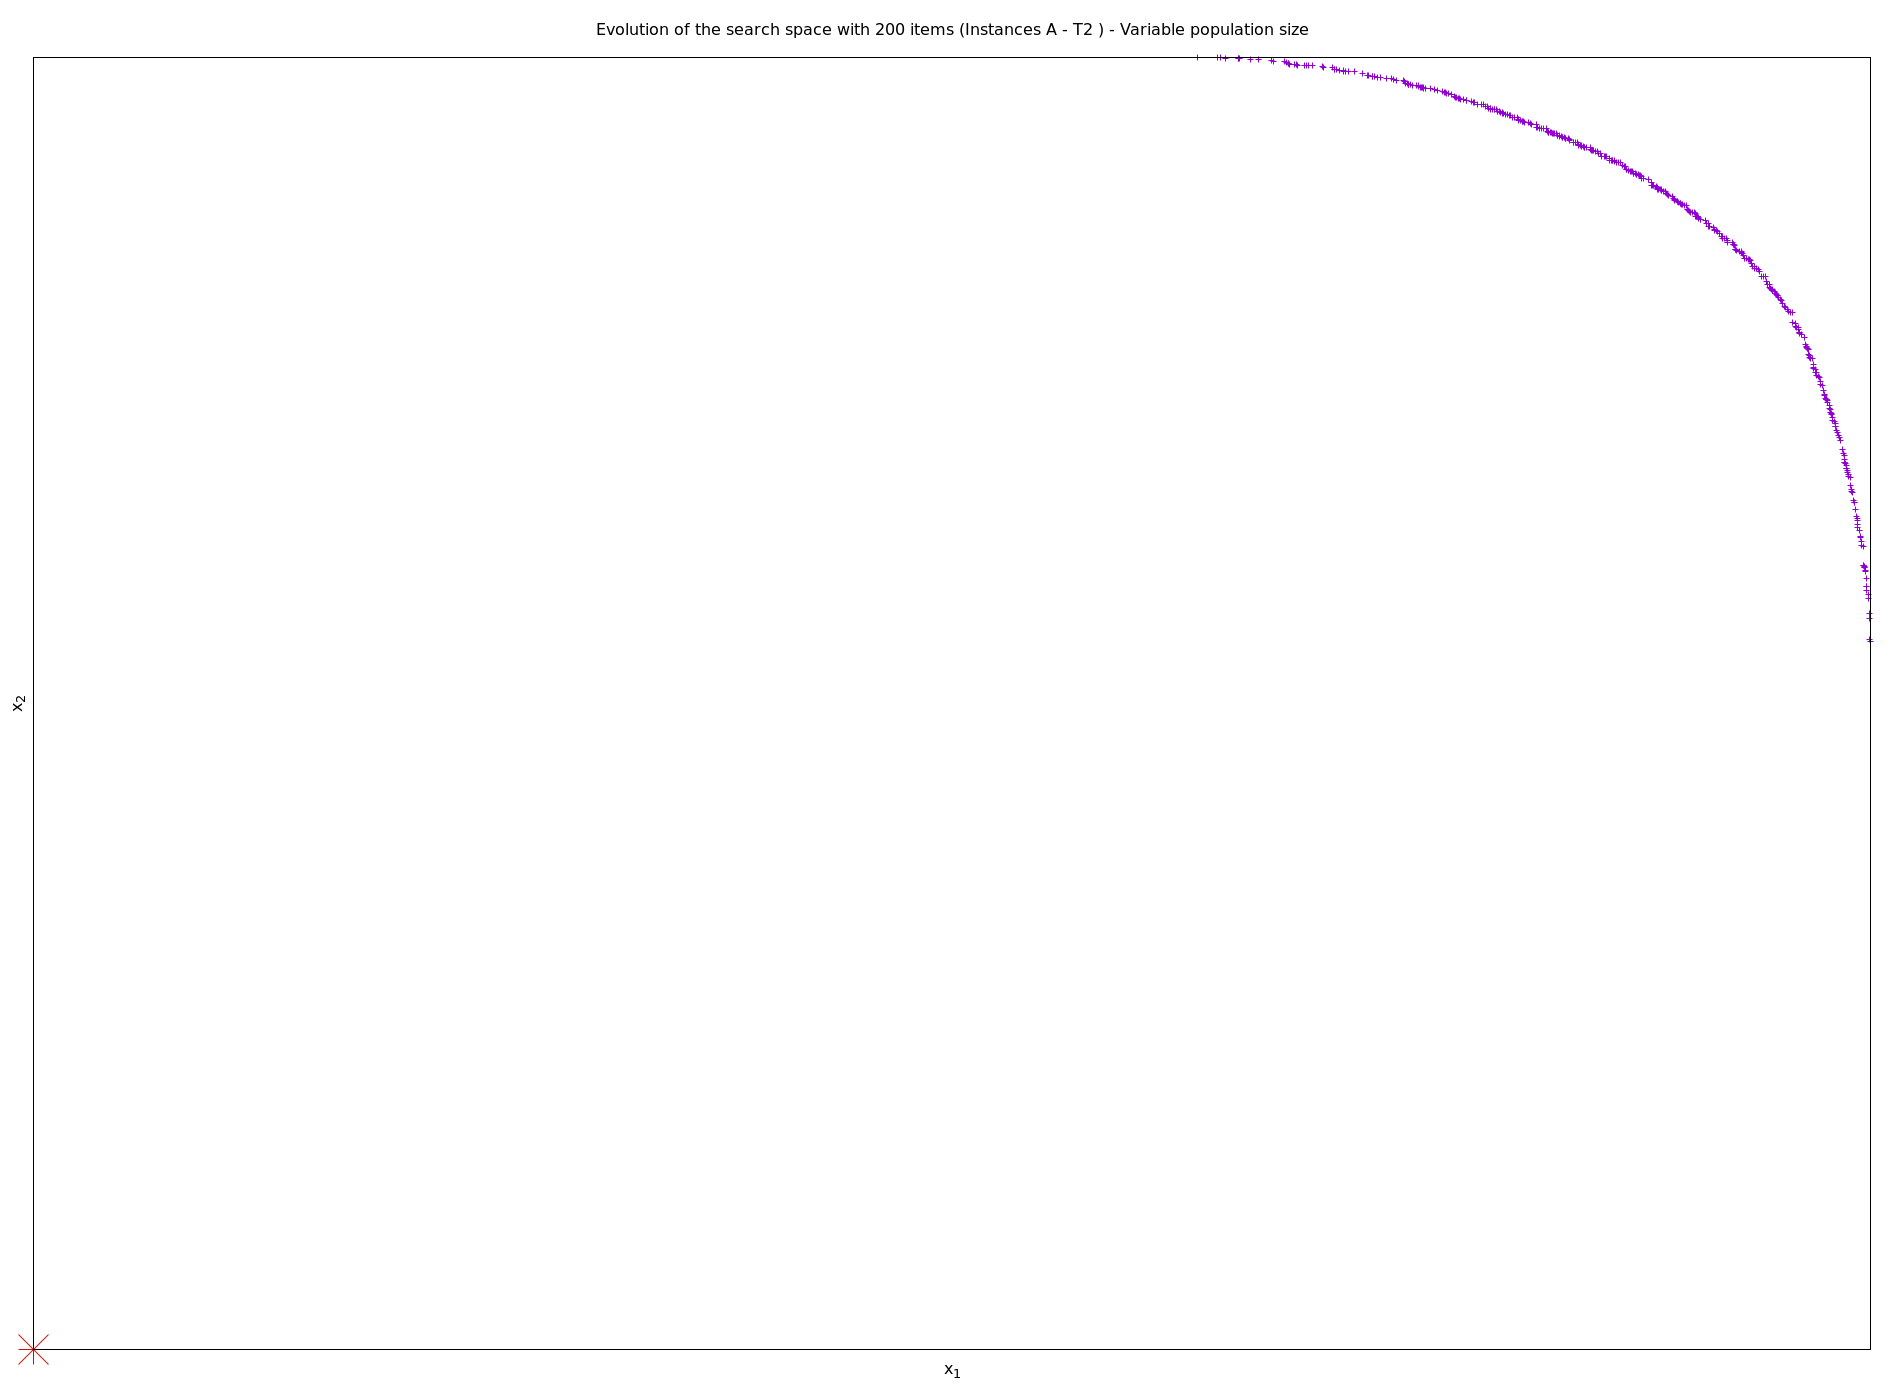 Evolution of the search space with 200 items (Instances A - T2 ) - Variable population size
x₂
x₁